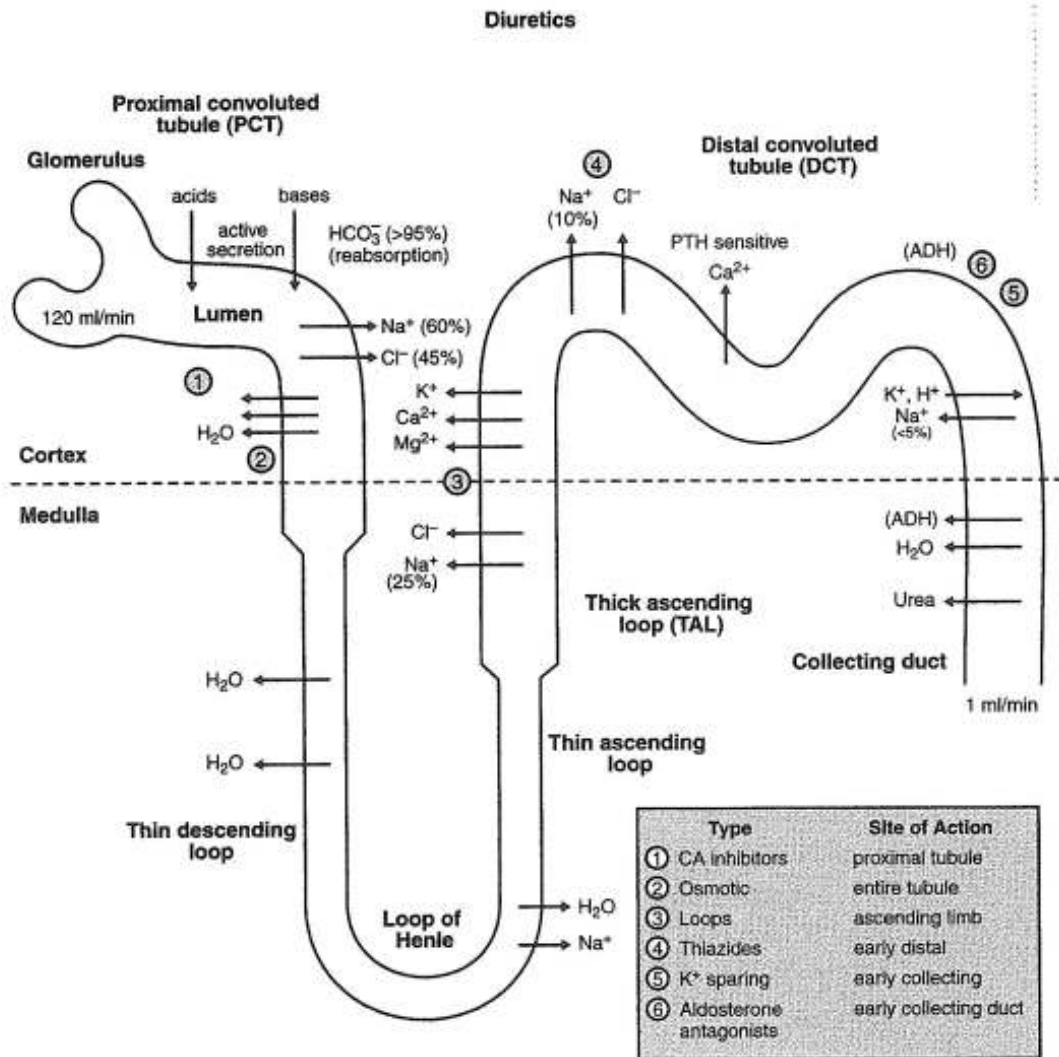 Diuretics
Proximal convoluted
tubule (PCT)
Glomerulus
acids
bases
active
secretion
HCO₃⁻ (>95%)
(reabsorption)
120 ml/min
Lumen
Na⁺ (60%)
Cl⁻ (45%)
①
H₂O
②
Cortex
Medulla
K⁺
Ca²⁺
Mg²⁺
③
Cl⁻
Na⁺
(25%)
④
Na⁺
(10%)
Cl⁻
Distal convoluted
tubule (DCT)
PTH sensitive
Ca²⁺
(ADH)
⑥
⑤
K⁺, H⁺
Na⁺
(<5%)
(ADH)
H₂O
Urea
Collecting duct
1 ml/min
Thick ascending
loop (TAL)
H₂O
H₂O
Thin descending
loop
Thin ascending
loop
Loop of
Henle
H₂O
Na⁺
Type Site of Action
① CA inhibitors proximal tubule
② Osmotic entire tubule
③ Loops ascending limb
④ Thiazides early distal
⑤ K⁺ sparing early collecting
⑥ Aldosterone early collecting duct
antagonists